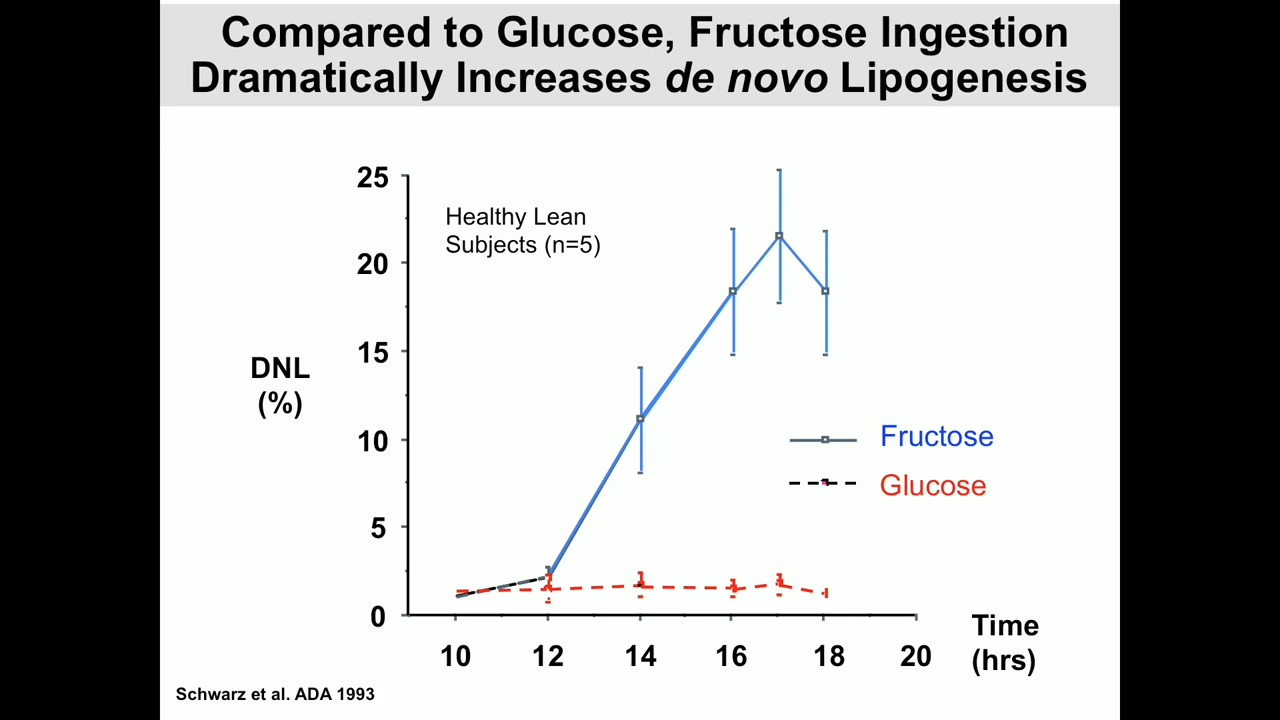 Compared to Glucose, Fructose Ingestion
Dramatically Increases de novo Lipogenesis
25
Healthy Lean
Subjects (n=5)
20
15
DNL
(%)
10
Fructose
Glucose
5
0
Time
(hrs)
10 12 14 16 18 20
Schwarz et al. ADA 1993